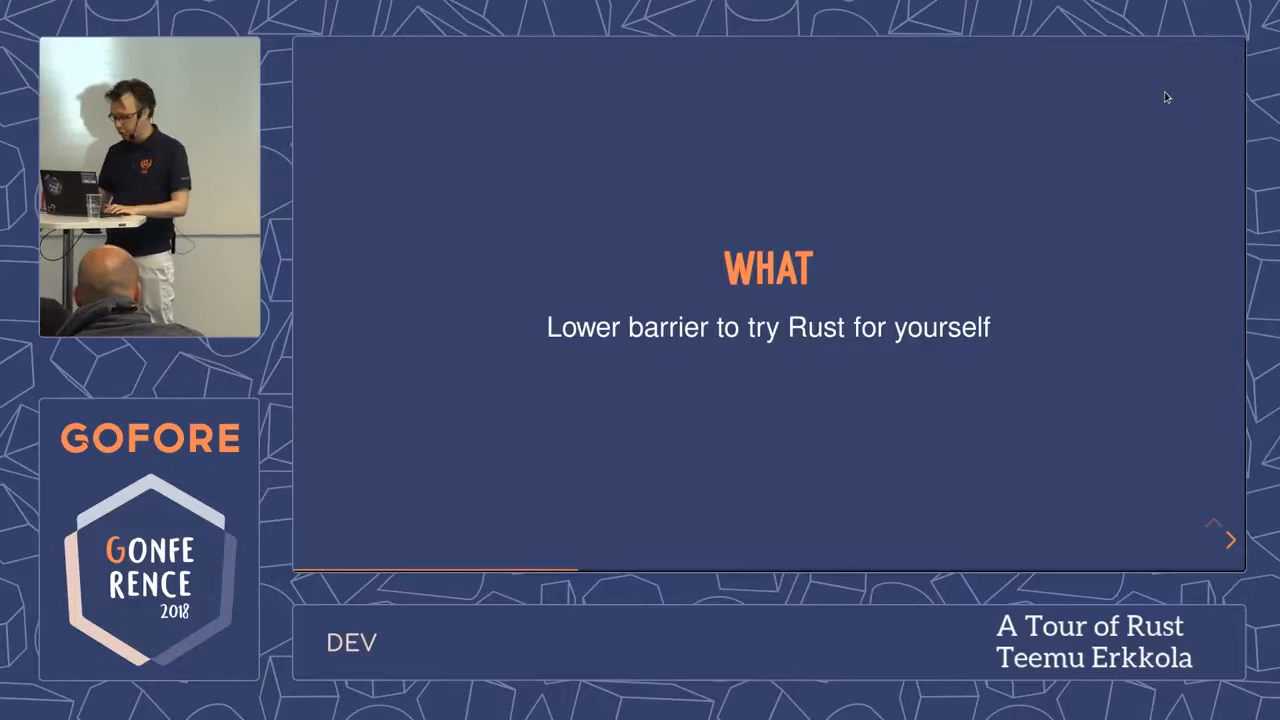 WHAT
Lower barrier to try Rust for yourself
GOFORE
GONFE
RENCE
2018
DEV
A Tour of Rust
Teemu Erkkola